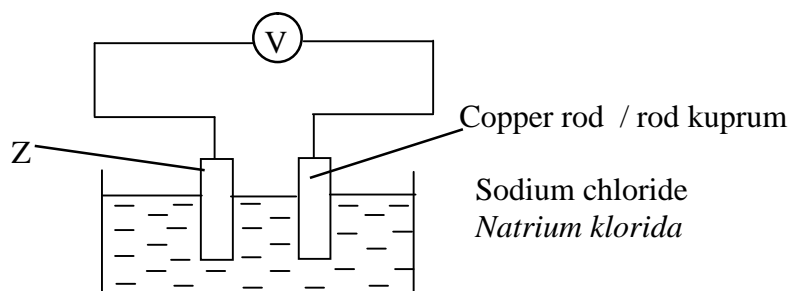 V
Copper rod / rod kuprum
Z
Sodium chloride
Natrium klorida